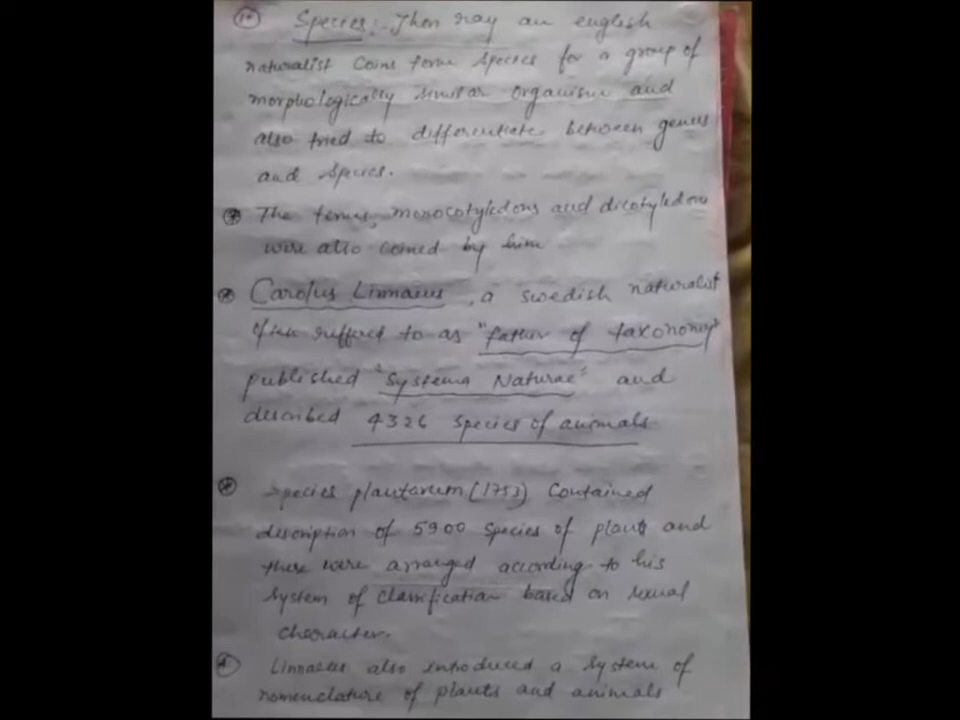 Species:- Jhon ray an english
naturalist coins term species for a group of
morphologically similar organism and
also tried to differentiate between genus
and species.
The terms, monocotyledons and dicotyledons
were also coined by him
Carolus Linnaeus, a swedish naturalist
often reffered to as "father of taxonomy"
published "Systema Naturae" and
described 4326 species of animals
Species plantarum (1753) Contained
description of 5900 species of plants and
these were arranged according to his
system of classification based on sexual
character.
Linnaeus also introduced a system of
nomenclature of plants and animals